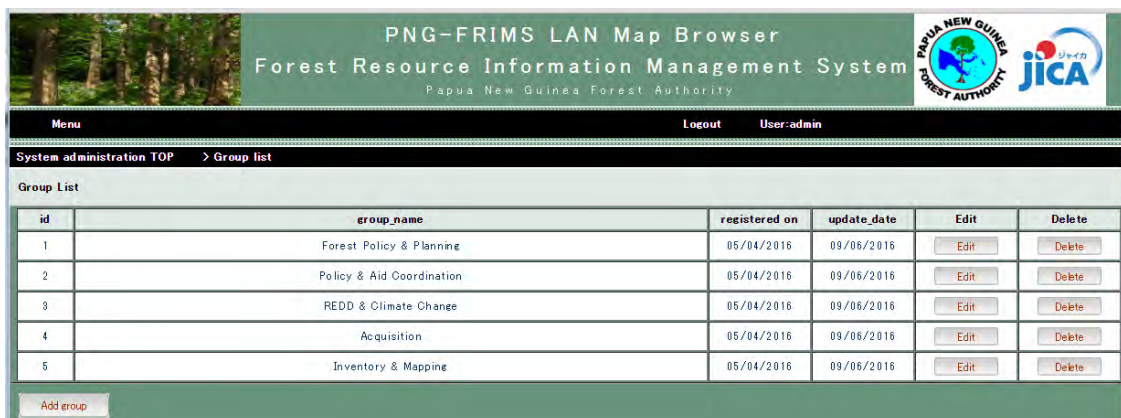 PNG-FRIMS LAN Map Browser
Forest Resource Information Management System
Papua New Guinea Forest Authority
PAPUA NEW GUINEA
FOREST AUTHORITY
ジャイカ
JICA
Menu Logout User:admin
System administration TOP > Group list
Group List
id group_name registered on update_date Edit Delete
1 Forest Policy & Planning 05/04/2016 09/06/2016 Edit Delete
2 Policy & Aid Coordination 05/04/2016 09/06/2016 Edit Delete
3 REDD & Climate Change 05/04/2016 09/06/2016 Edit Delete
4 Acquisition 05/04/2016 09/06/2016 Edit Delete
5 Inventory & Mapping 05/04/2016 09/06/2016 Edit Delete
Add group